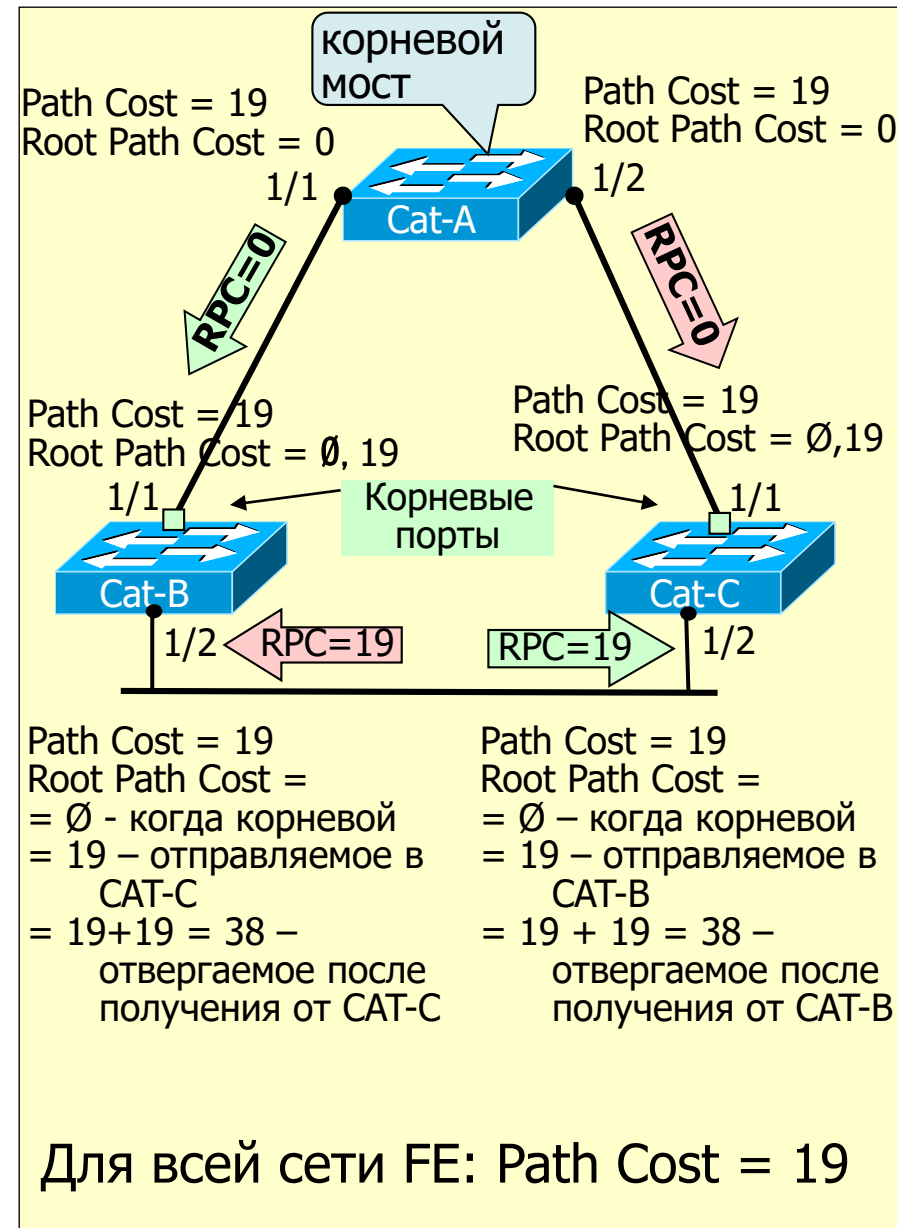 корневой
мост
Path Cost = 19
Root Path Cost = 0
Path Cost = 19
Root Path Cost = 0
1/1
1/2
Cat-A
RPC=0
RPC=0
Path Cost = 19
Root Path Cost = Ø, 19
Path Cost = 19
Root Path Cost = Ø,19
1/1
Корневые
порты
1/1
Cat-B
Cat-C
1/2
RPC=19
RPC=19
1/2
Path Cost = 19
Root Path Cost =
= Ø - когда корневой
= 19 – отправляемое в
CAT-C
= 19+19 = 38 –
отвергаемое после
получения от CAT-C
Path Cost = 19
Root Path Cost =
= Ø – когда корневой
= 19 – отправляемое в
CAT-B
= 19 + 19 = 38 –
отвергаемое после
получения от CAT-B
Для всей сети FE: Path Cost = 19